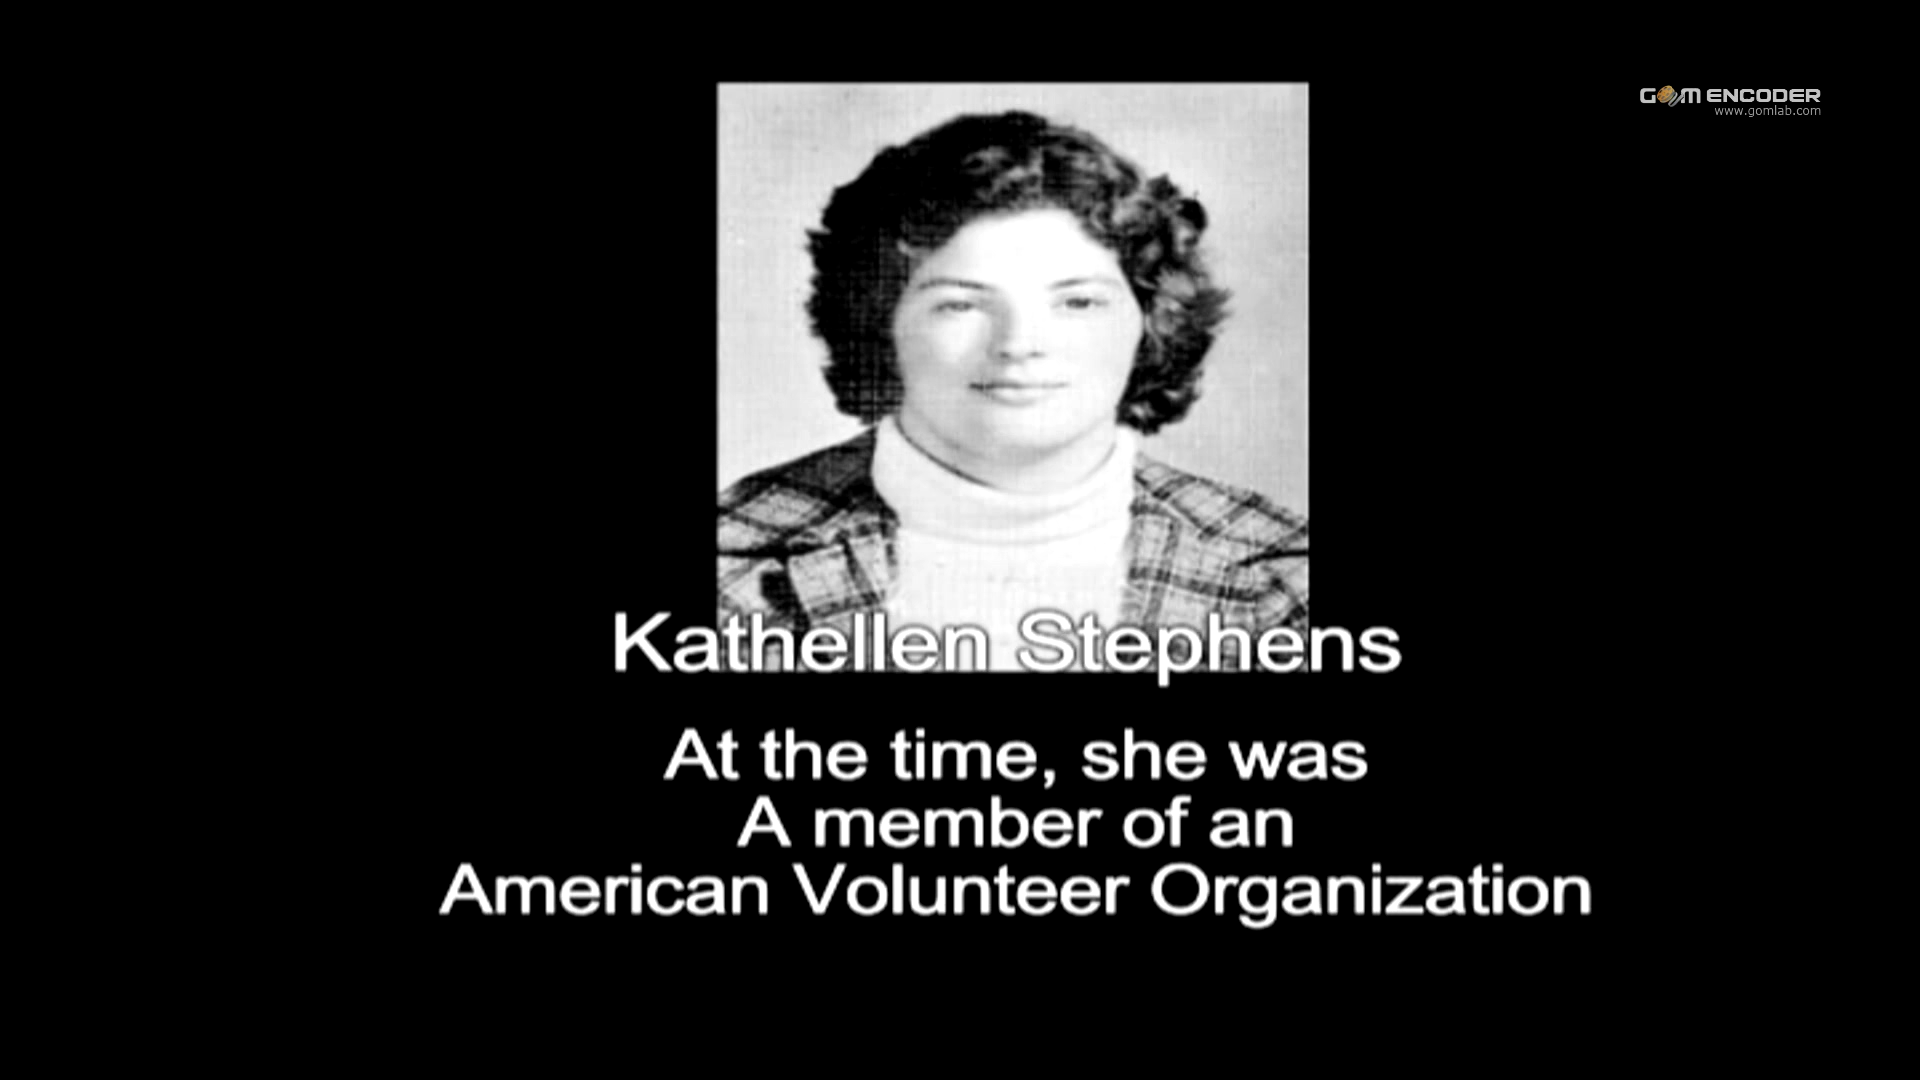 GOM ENCODER
www.gomlab.com
Kathellen Stephens
At the time, she was
A member of an
American Volunteer Organization